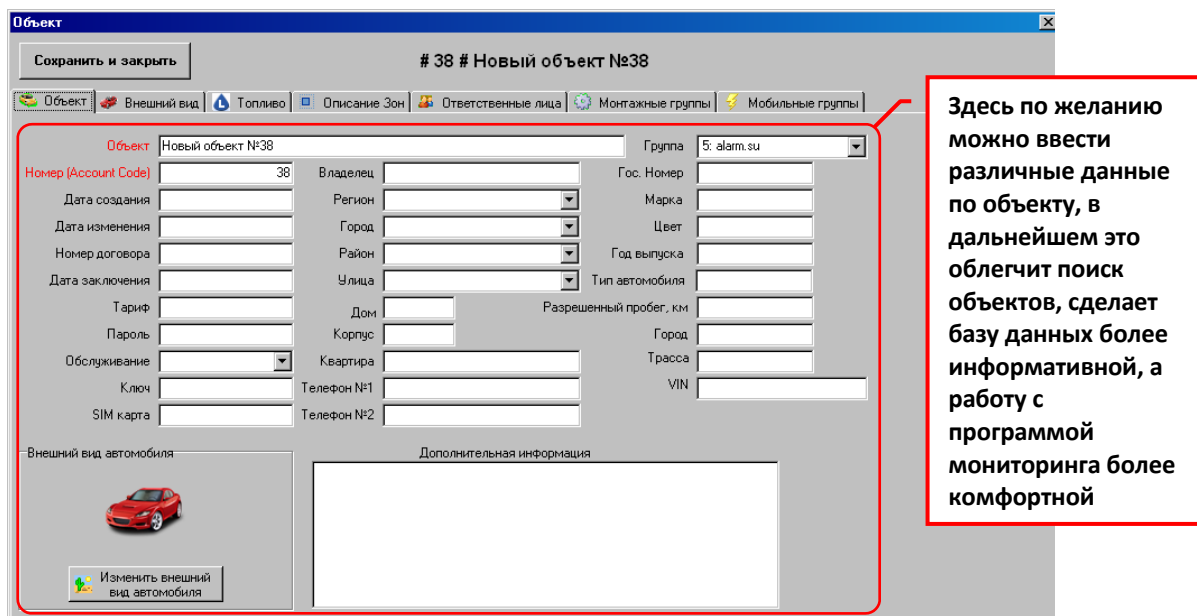 Объект
Сохранить и закрыть
# 38 # Новый объект №38
Объект Внешний вид Топливо Описание Зон Ответственные лица Монтажные группы Мобильные группы
Объект Новый объект №38 Группа 5: alarm.su
Номер (Account Code) 38 Владелец Гос. Номер
Дата создания Регион Марка
Дата изменения Город Цвет
Номер договора Район Год выпуска
Дата заключения Улица Тип автомобиля
Тариф Дом Разрешенный пробег, км
Пароль Корпус Город
Обслуживание Квартира Трасса
Ключ Телефон №1 VIN
SIM карта Телефон №2
Внешний вид автомобиля Дополнительная информация
Изменить внешний
вид автомобиля
Здесь по желанию
можно ввести
различные данные
по объекту, в
дальнейшем это
облегчит поиск
объектов, сделает
базу данных более
информативной, а
работу с
программой
мониторинга более
комфортной